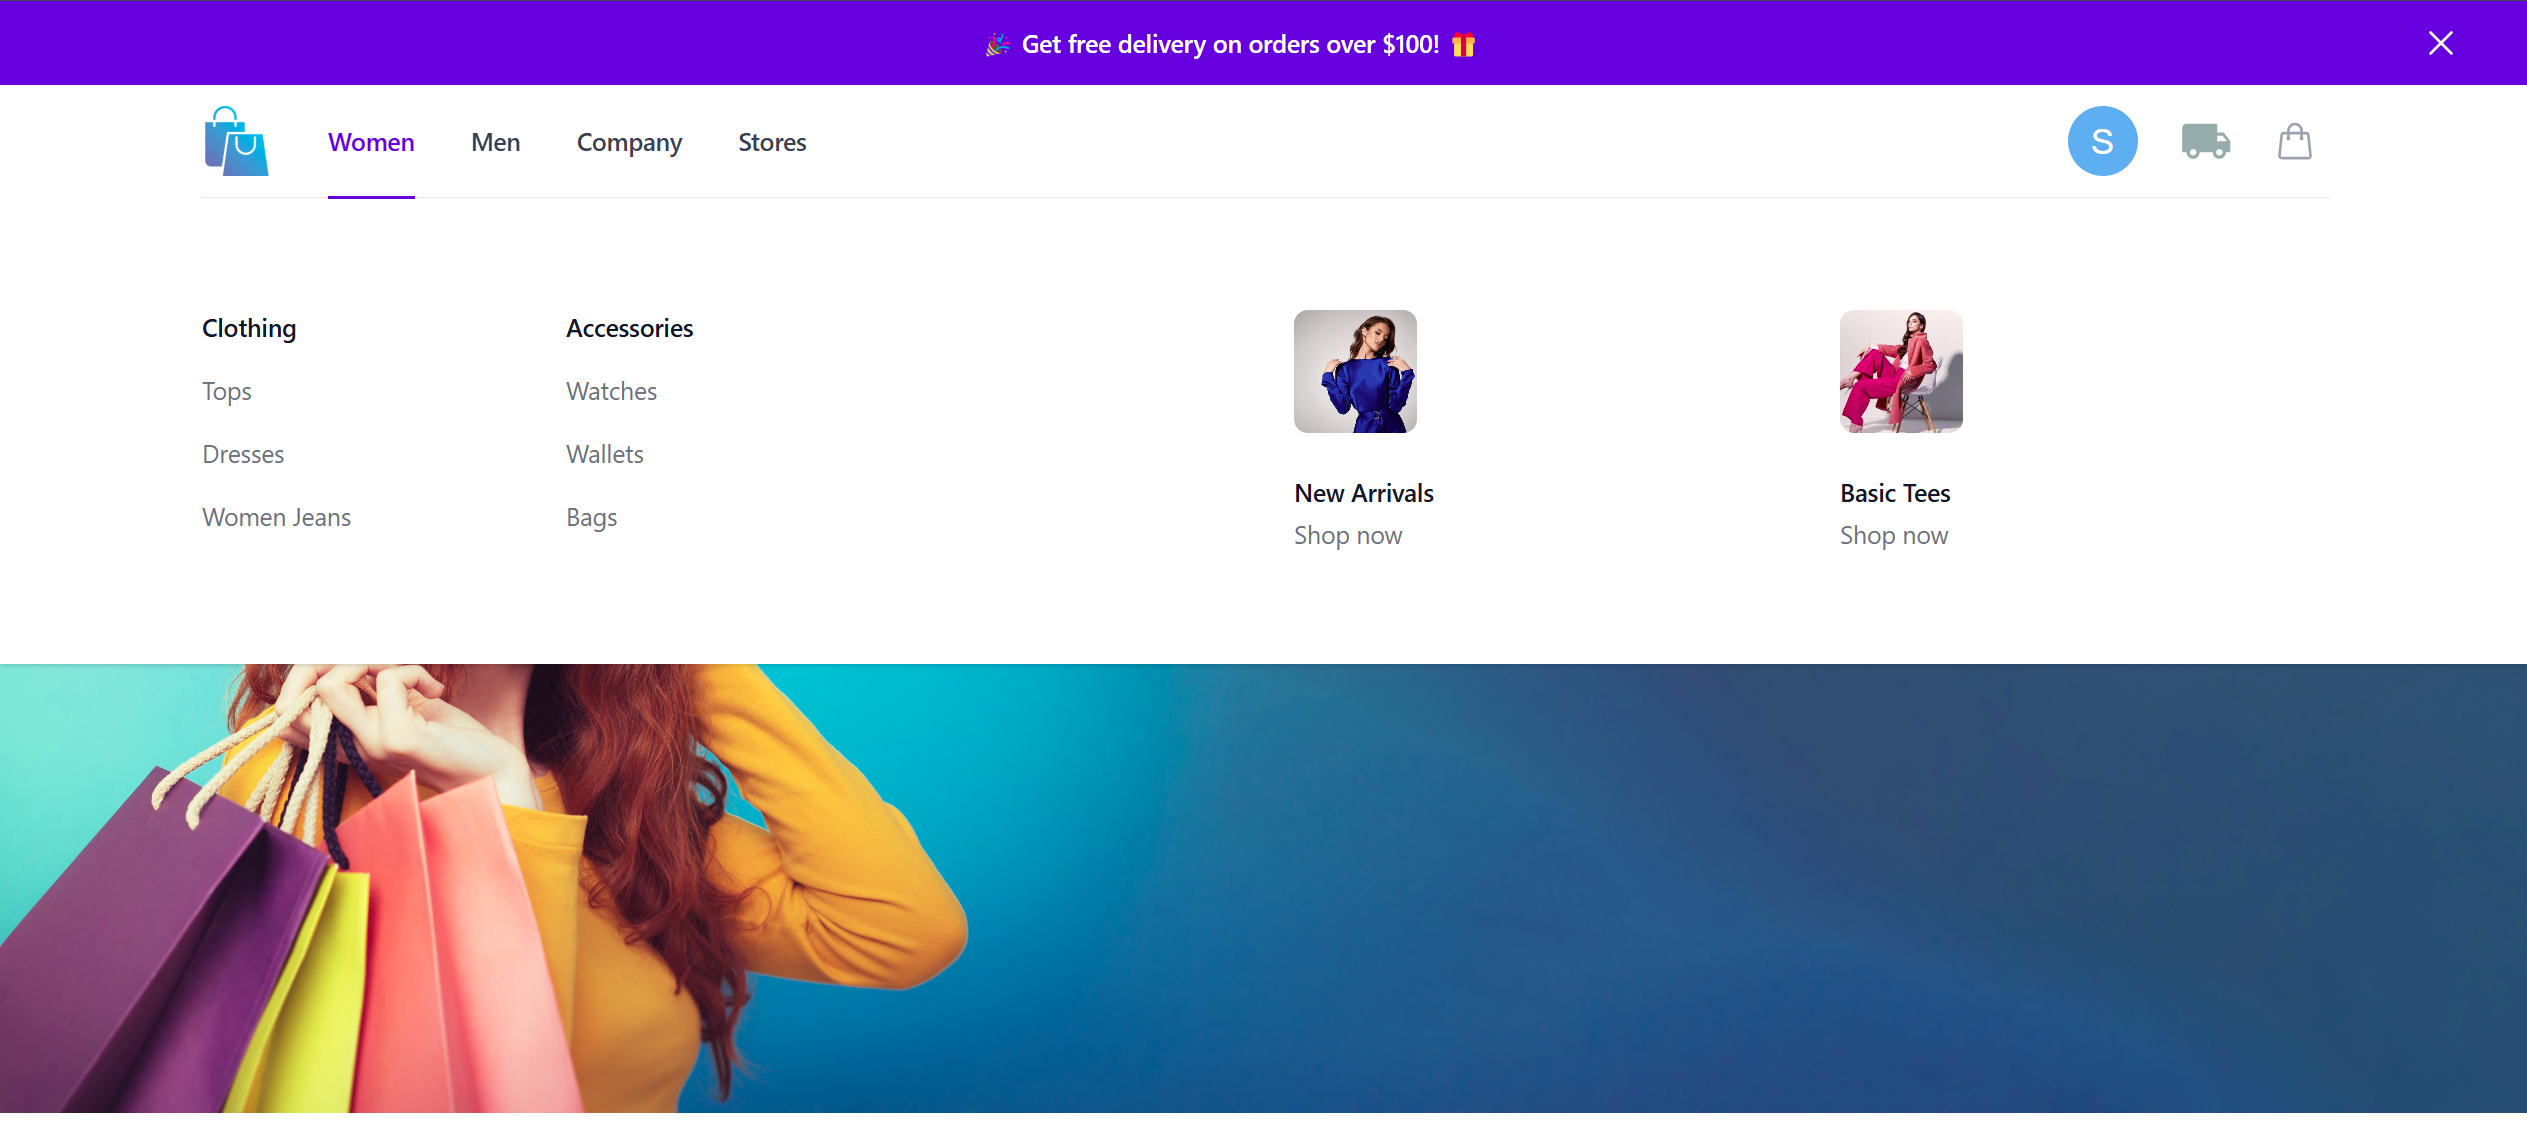 🎉 Get free delivery on orders over $100! 🎁
Women Men Company Stores
S
Clothing
Tops
Dresses
Women Jeans
Accessories
Watches
Wallets
Bags
New Arrivals
Shop now
Basic Tees
Shop now